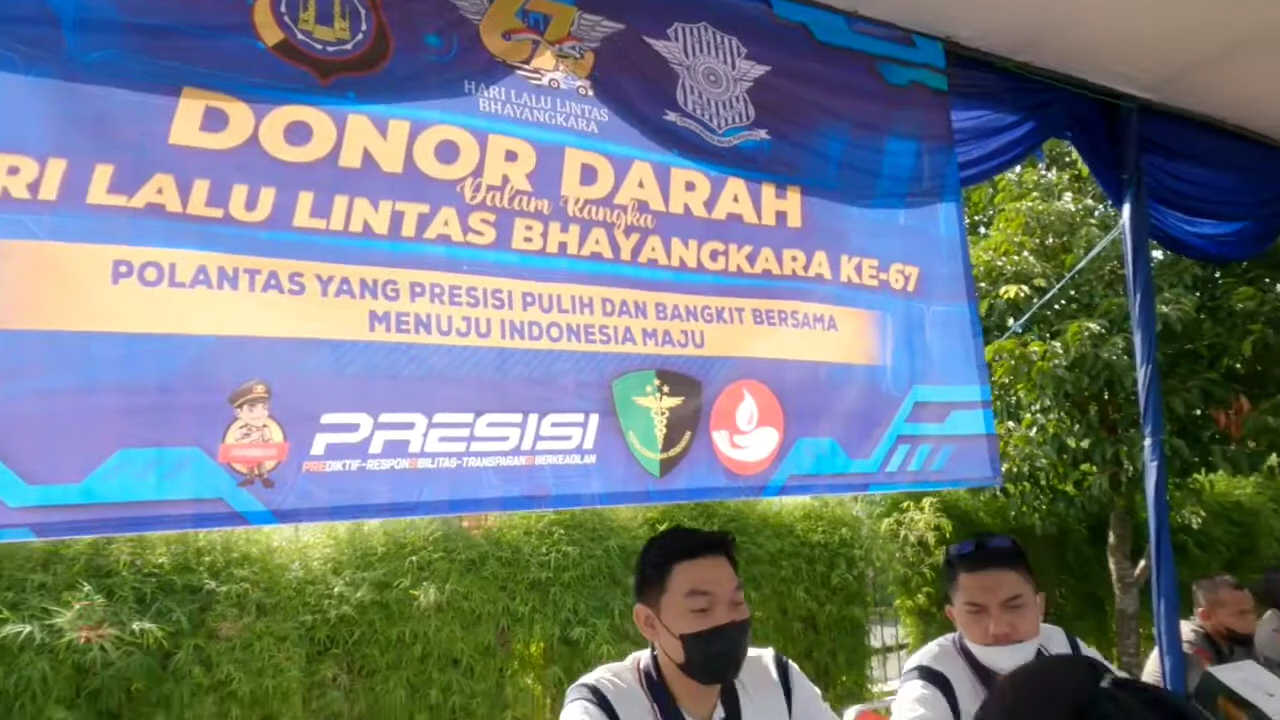 HARI LALU LINTAS
BHAYANGKARA
DONOR DARAH
Dalam Rangka
RI LALU LINTAS BHAYANGKARA KE-67
POLANTAS YANG PRESISI PULIH DAN BANGKIT BERSAMA
MENUJU INDONESIA MAJU
PRESISI
PREDIKTIF-RESPONSIBILITAS-TRANSPARANSI BERKEADILAN